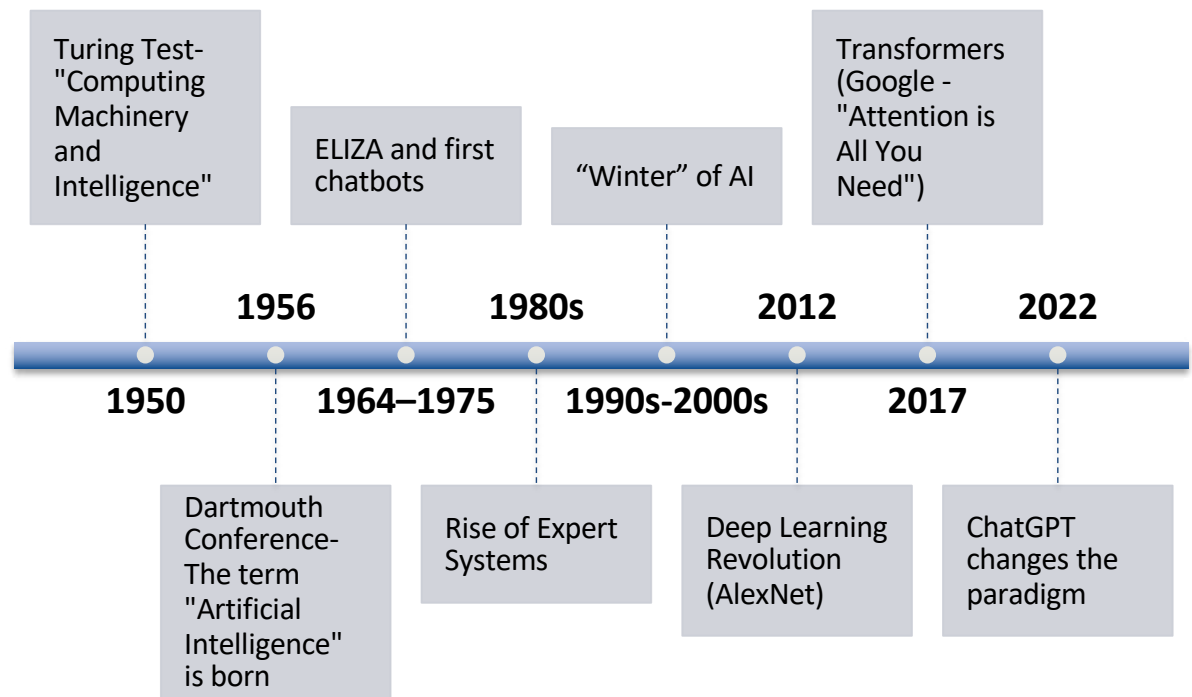 Turing Test-
"Computing
Machinery
and
Intelligence"
ELIZA and first
chatbots
“Winter” of AI
Transformers
(Google -
"Attention is
All You
Need")
1956
1980s
2012
2022
1950
1964–1975
1990s-2000s
2017
Dartmouth
Conference-
The term
"Artificial
Intelligence"
is born
Rise of Expert
Systems
Deep Learning
Revolution
(AlexNet)
ChatGPT
changes the
paradigm